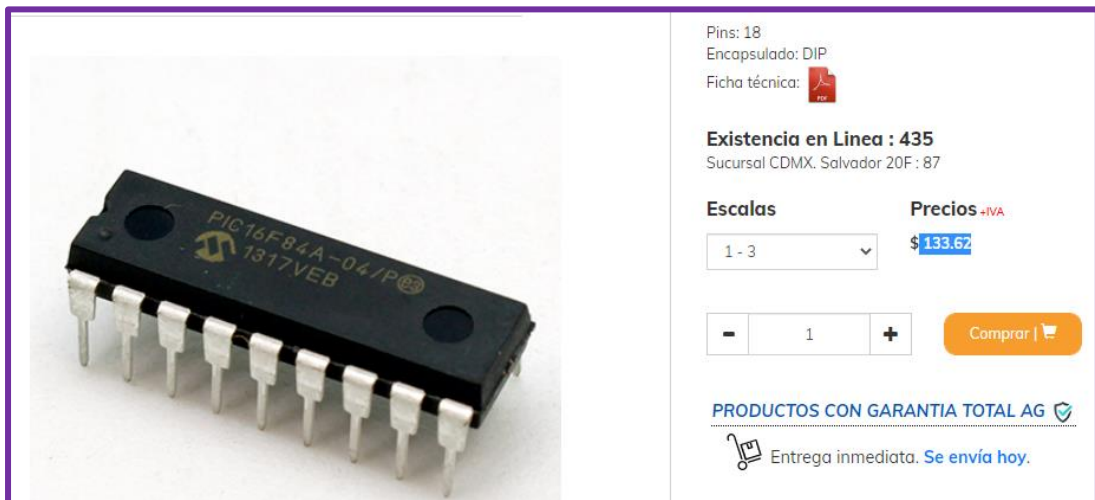 PIC16F84A-04/P e3
1317VEB
Pins: 18
Encapsulado: DIP
Ficha técnica: PDF
Existencia en Linea : 435
Sucursal CDMX. Salvador 20F : 87
Escalas Precios +IVA
1 - 3 $ 133.62
- 1 + Comprar |
PRODUCTOS CON GARANTIA TOTAL AG
Entrega inmediata. Se envía hoy.